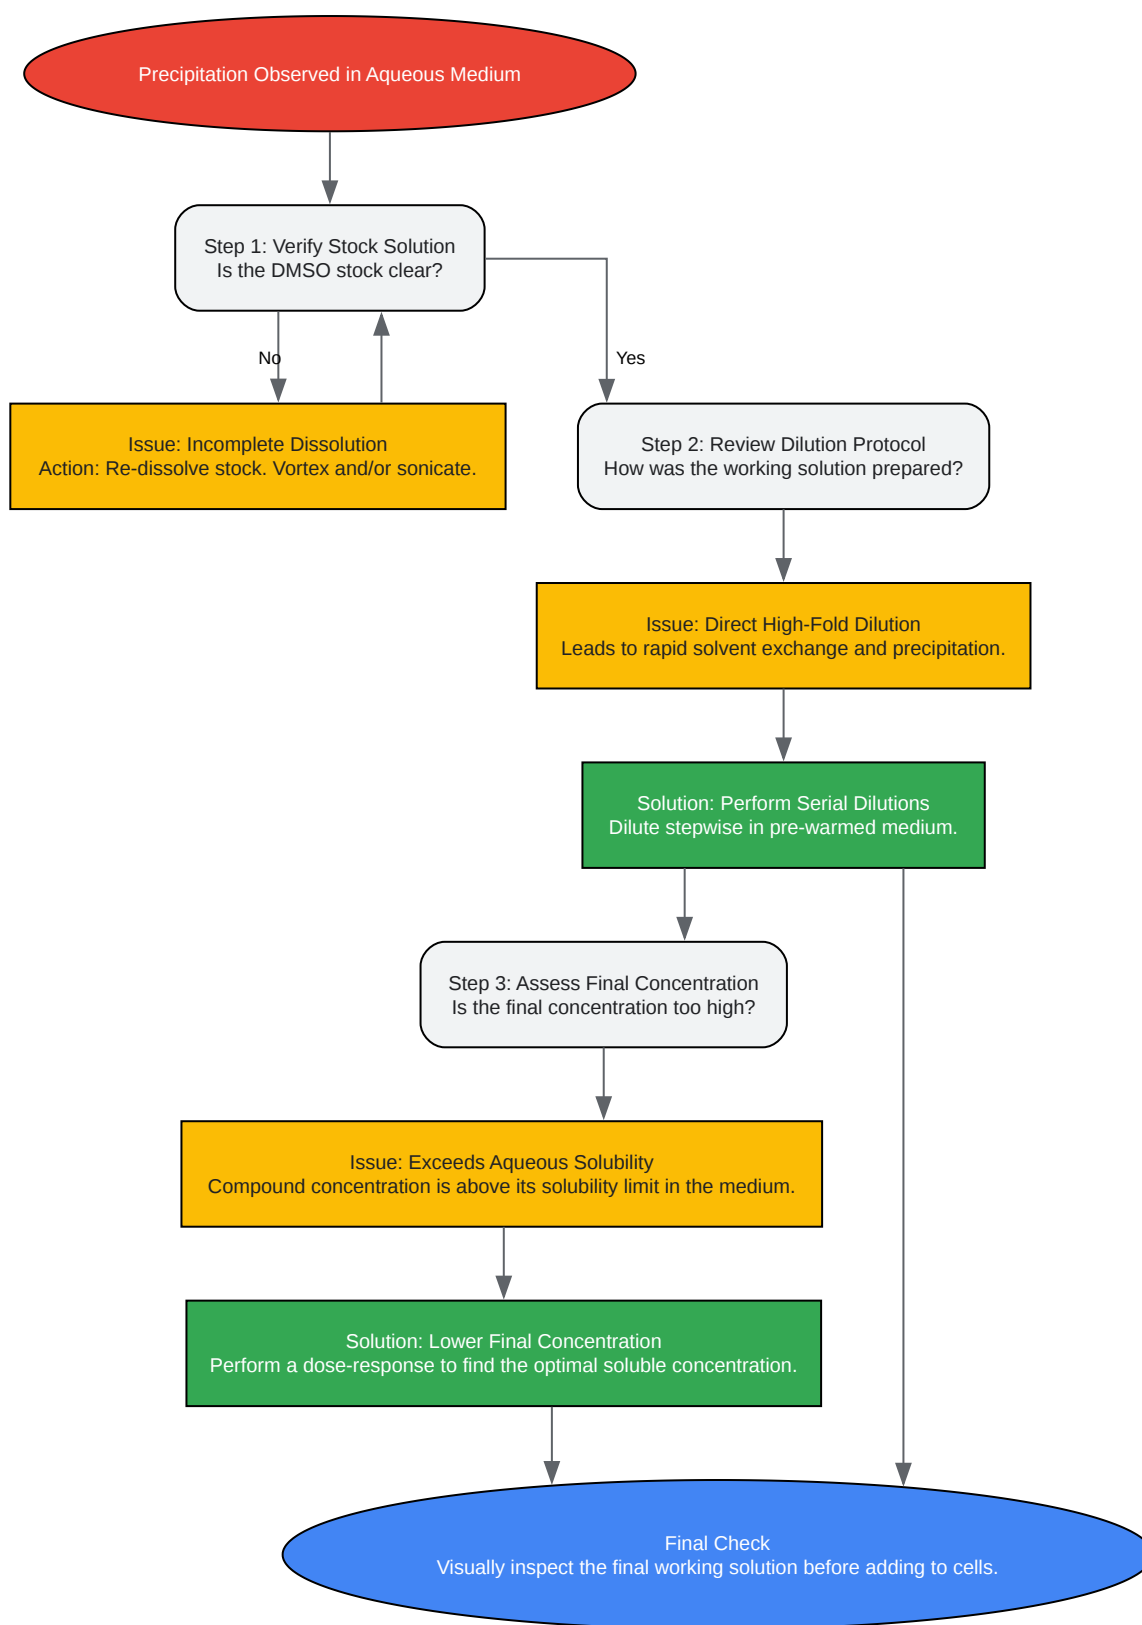 Precipitation Observed in Aqueous Medium
Step 1: Verify Stock Solution
Is the DMSO stock clear?
No
Yes
Issue: Incomplete Dissolution
Action: Re-dissolve stock. Vortex and/or sonicate.
Step 2: Review Dilution Protocol
How was the working solution prepared?
Issue: Direct High-Fold Dilution
Leads to rapid solvent exchange and precipitation.
Solution: Perform Serial Dilutions
Dilute stepwise in pre-warmed medium.
Step 3: Assess Final Concentration
Is the final concentration too high?
Issue: Exceeds Aqueous Solubility
Compound concentration is above its solubility limit in the medium.
Solution: Lower Final Concentration
Perform a dose-response to find the optimal soluble concentration.
Final Check
Visually inspect the final working solution before adding to cells.